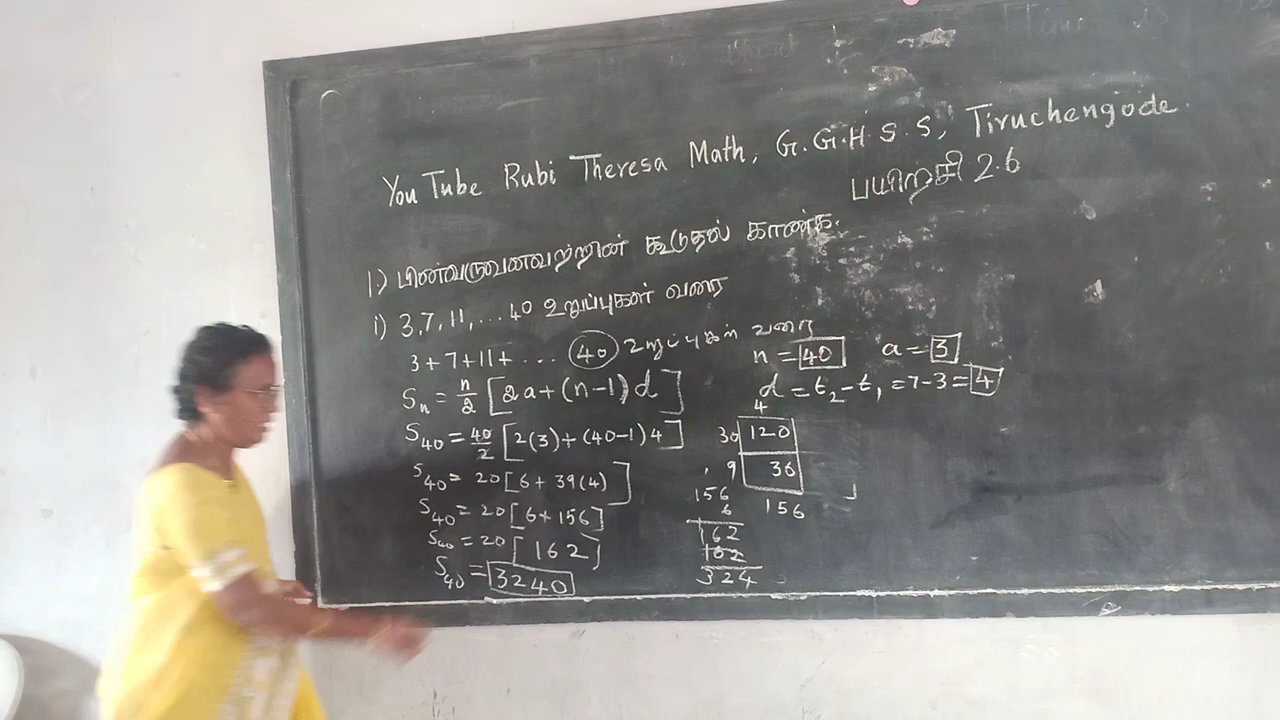 You Tube Rubi Theresa Math, G.G.H.S.S, Tiruchengode.
பயிற்சி 2.6
1.) பின்வருவனவற்றின் கூடுதல் காண்க.
i) 3,7,11,...40 உறுப்புகள் வரை
3+7+11+... 40 உறுப்புகள் வரை
n = 40 a = 3
d = t₂-t₁ = 7-3 = 4
Sₙ = n/2 [2a+(n-1)d]
S₄₀ = 40/2 [2(3)+(40-1)4]
S₄₀ = 20[6+39(4)]
S₄₀ = 20[6+156]
S₄₀ = 20[162]
S₄₀ = 3240
4
30 120
9 36
156
156
6
162
162
324